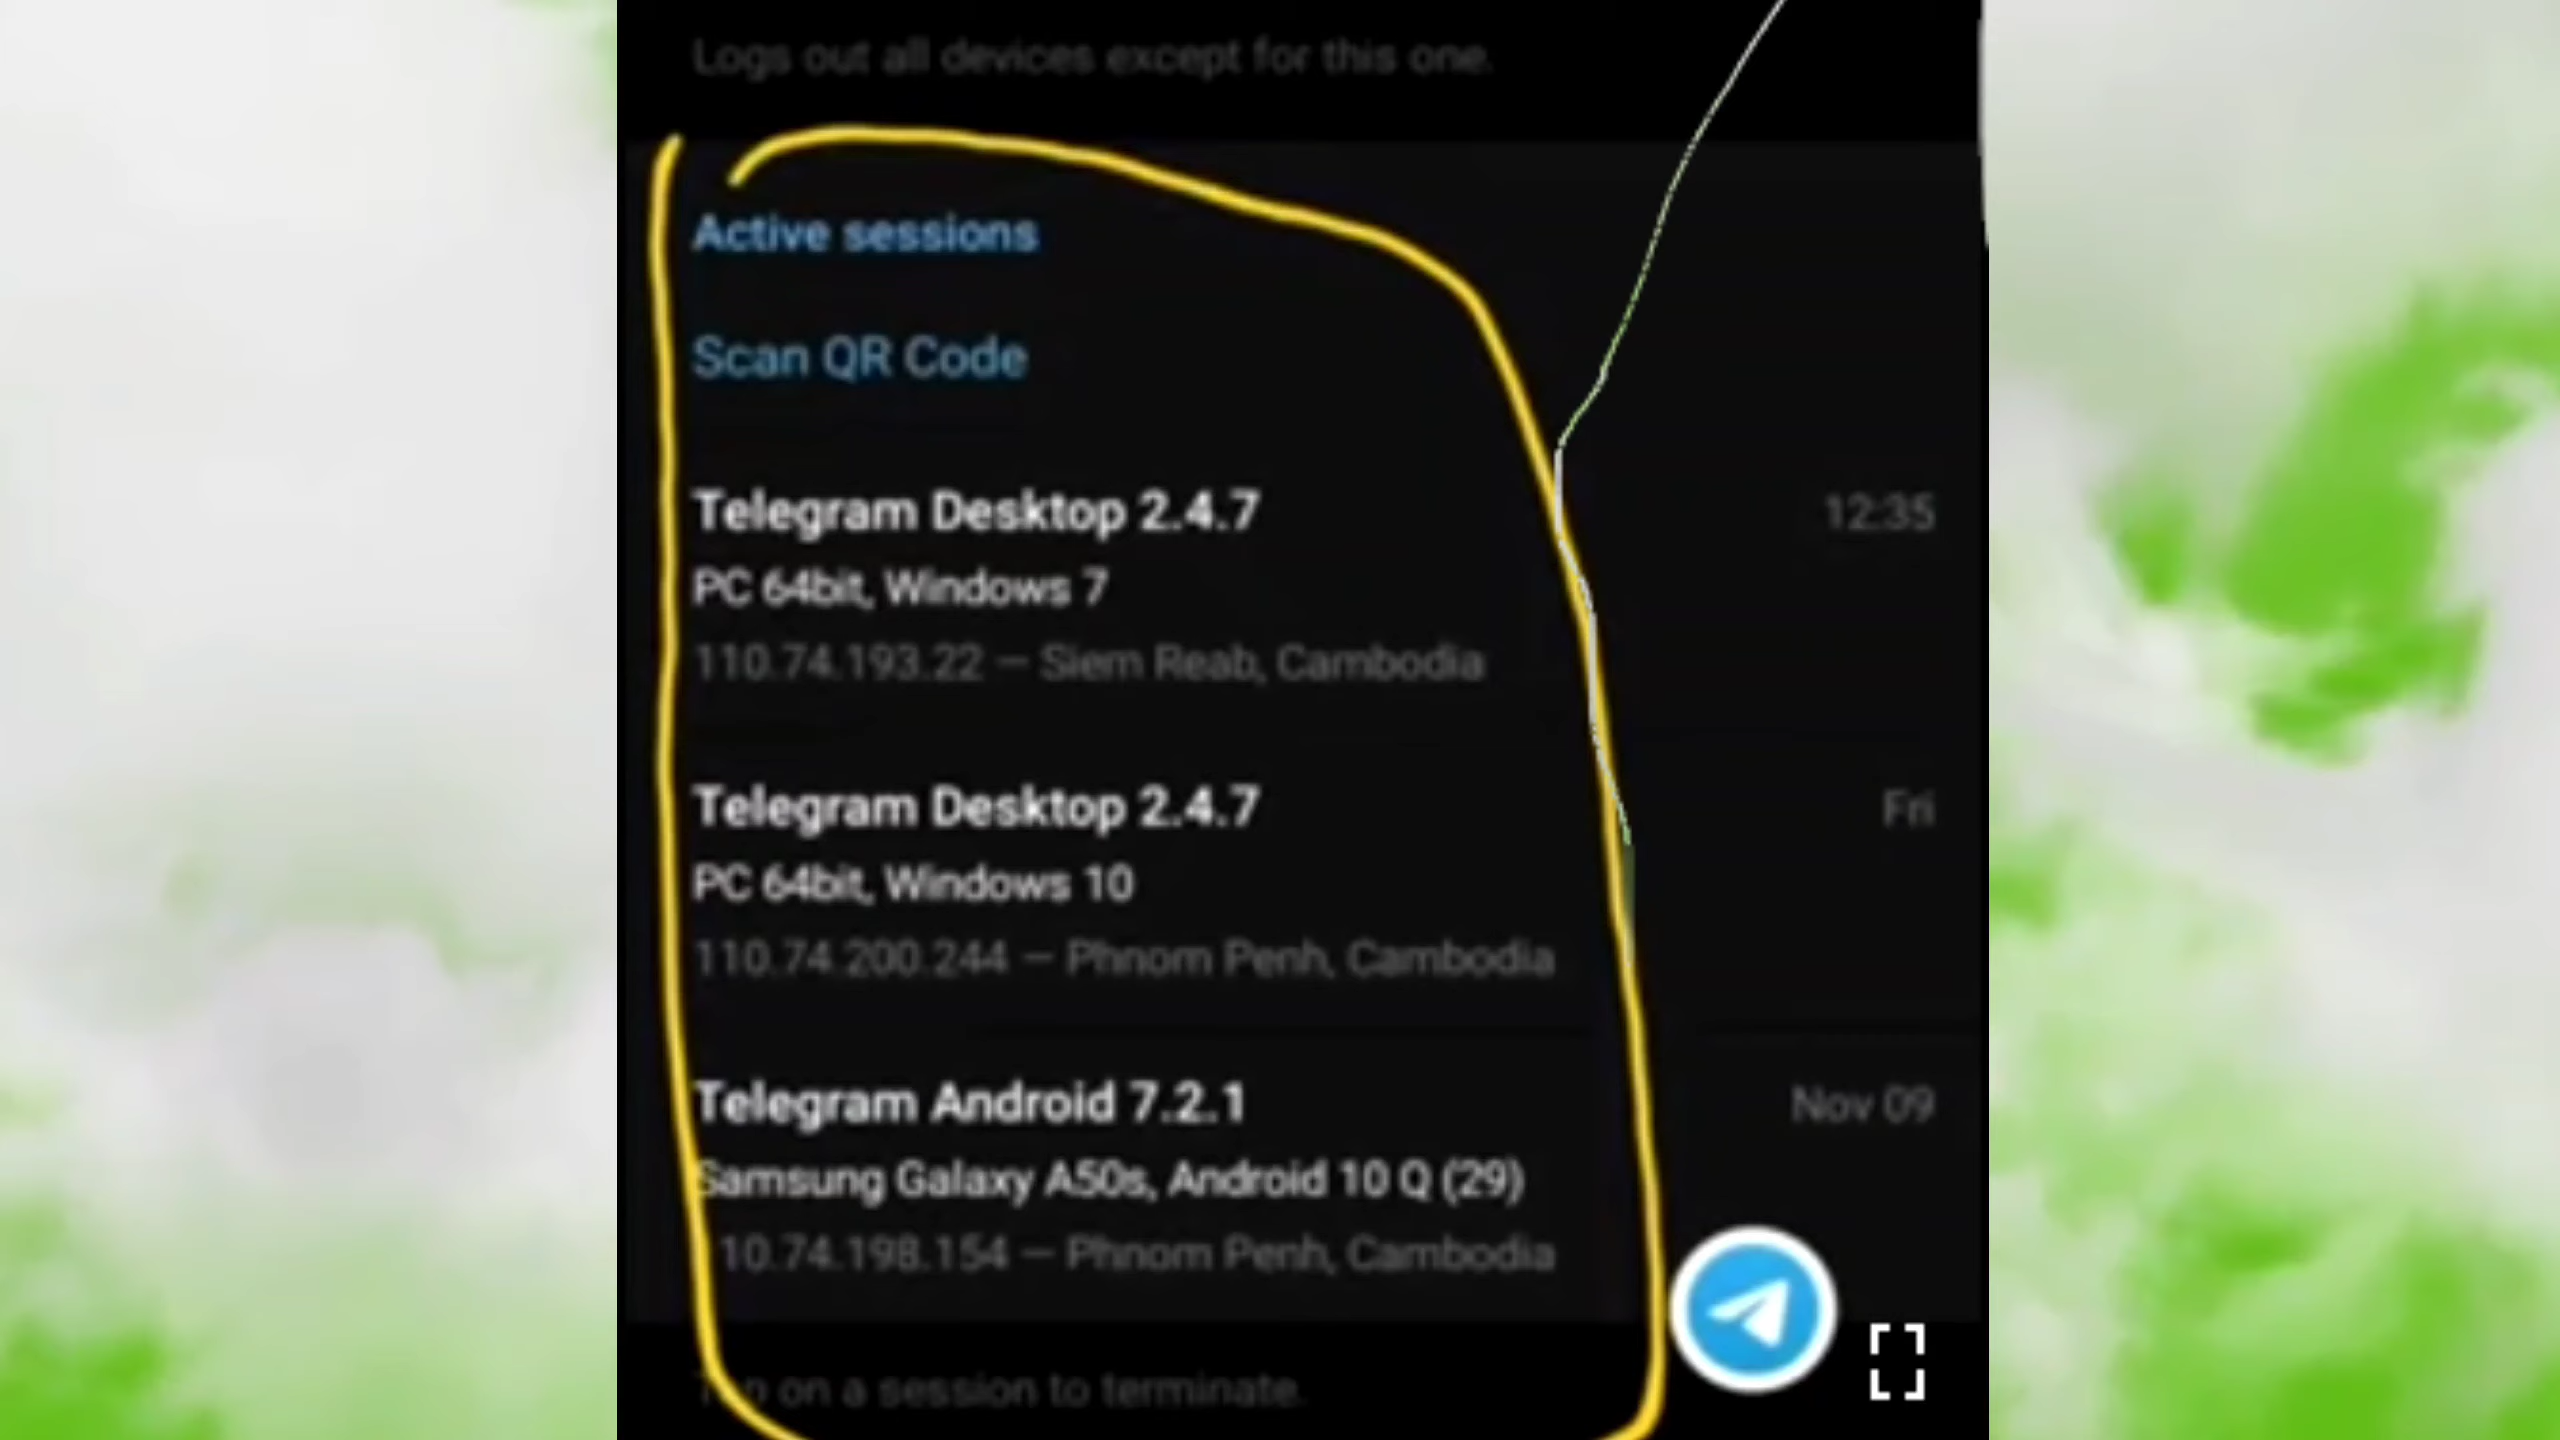 Logs out all devices except for this one.
Active sessions
Scan QR Code
Telegram Desktop 2.4.7
12:35
PC 64bit, Windows 7
110.74.193.22 — Siem Reab, Cambodia
Telegram Desktop 2.4.7
Fri
PC 64bit, Windows 10
110.74.200.244 — Phnom Penh, Cambodia
Telegram Android 7.2.1
Nov 09
Samsung Galaxy A50s, Android 10 Q (29)
10.74.198.154 — Phnom Penh, Cambodia
Tap on a session to terminate.